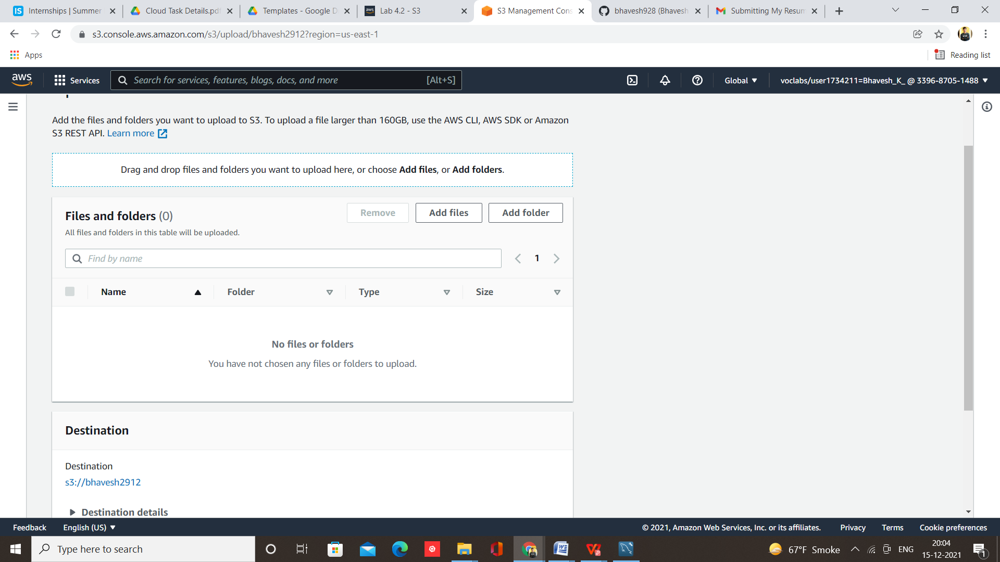 Internships | Summer
Cloud Task Details.pdf
Templates - Google D
Lab 4.2 - S3
S3 Management Cons
bhavesh928 (Bhavesh
Submitting My Resum
s3.console.aws.amazon.com/s3/upload/bhavesh2912?region=us-east-1
Apps
Reading list
aws
Services
Search for services, features, blogs, docs, and more
[Alt+S]
Global
voclabs/user1734211=Bhavesh_K_ @ 3396-8705-1488
Add the files and folders you want to upload to S3. To upload a file larger than 160GB, use the AWS CLI, AWS SDK or Amazon
S3 REST API. Learn more
Drag and drop files and folders you want to upload here, or choose Add files, or Add folders.
Files and folders (0)
Remove
Add files
Add folder
All files and folders in this table will be uploaded.
Find by name
1
Name
Folder
Type
Size
No files or folders
You have not chosen any files or folders to upload.
Destination
Destination
s3://bhavesh2912
Destination details
Feedback
English (US)
© 2021, Amazon Web Services, Inc. or its affiliates.
Privacy
Terms
Cookie preferences
Type here to search
67°F Smoke
ENG
20:04
15-12-2021
1